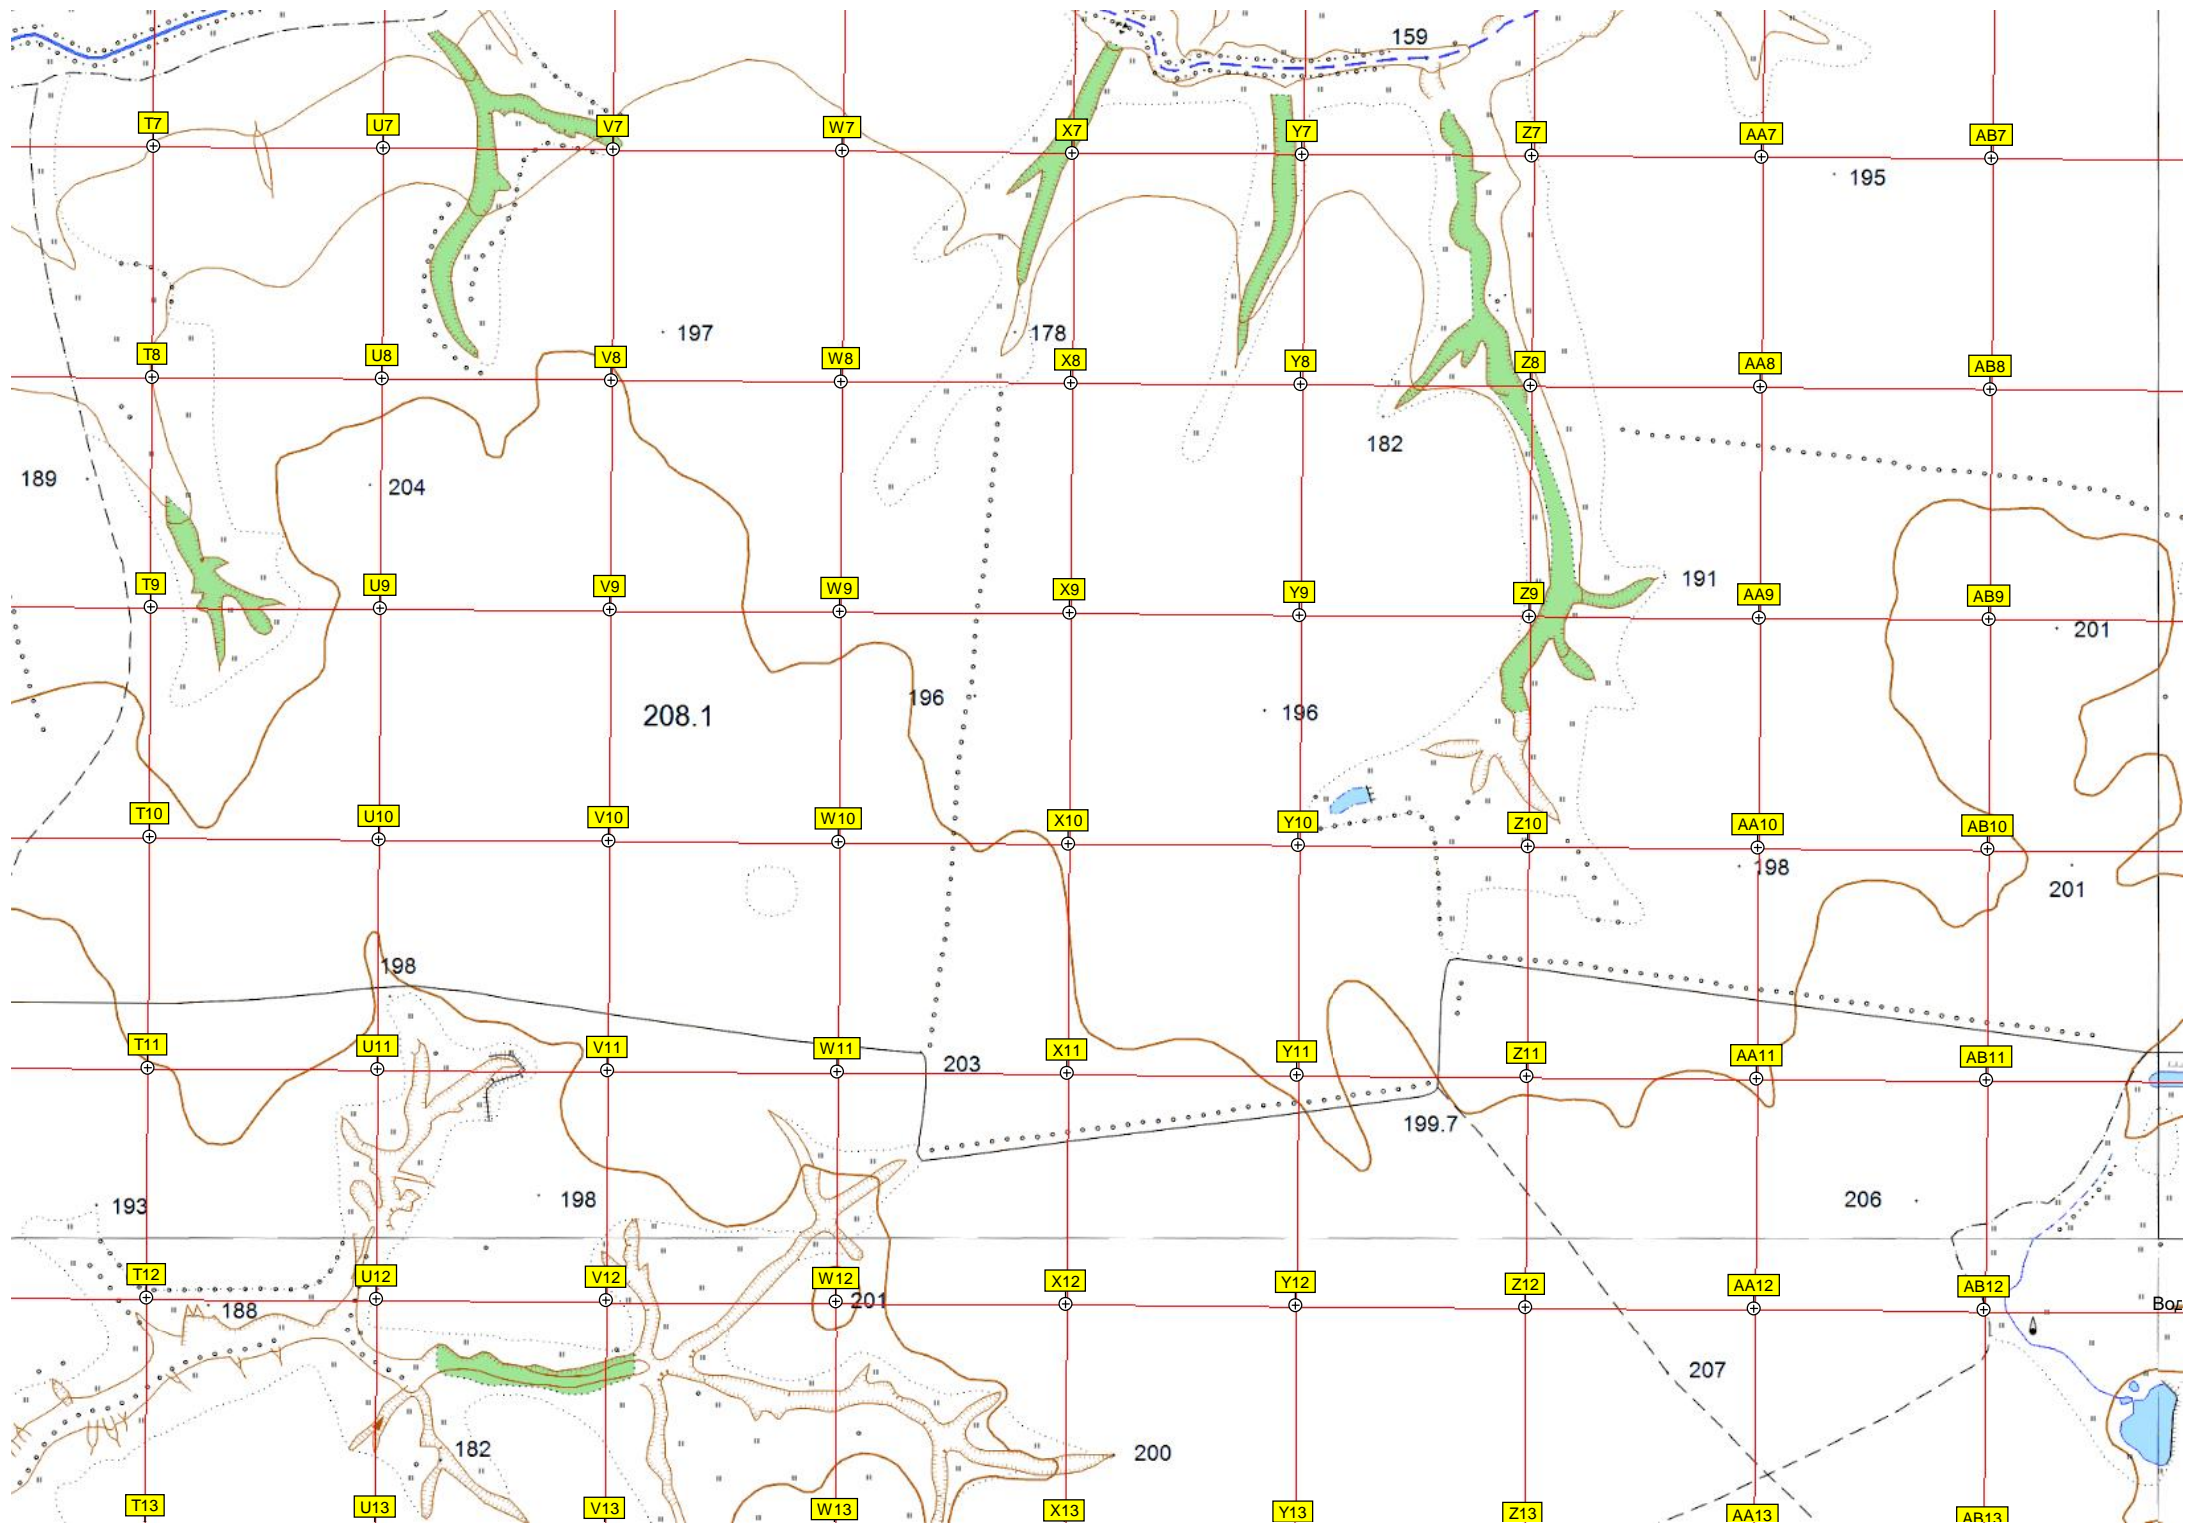 159
T7 U7 V7 W7 X7 Y7 Z7 AA7 AB7
195
197 178
T8 U8 V8 W8 X8 Y8 Z8 AA8 AB8
182
189 204
191
T9 U9 V9 W9 X9 Y9 Z9 AA9 AB9
201
196
208.1 196
T10 U10 V10 W10 X10 Y10 Z10 AA10 AB10
198
201
198
T11 U11 V11 W11 X11 Y11 Z11 AA11 AB11
203
199.7
193 198 206
T12 U12 V12 W12 X12 Y12 Z12 AA12 AB12
188 201 Вод
207
182 200
T13 U13 V13 W13 X13 Y13 Z13 AA13 AB13